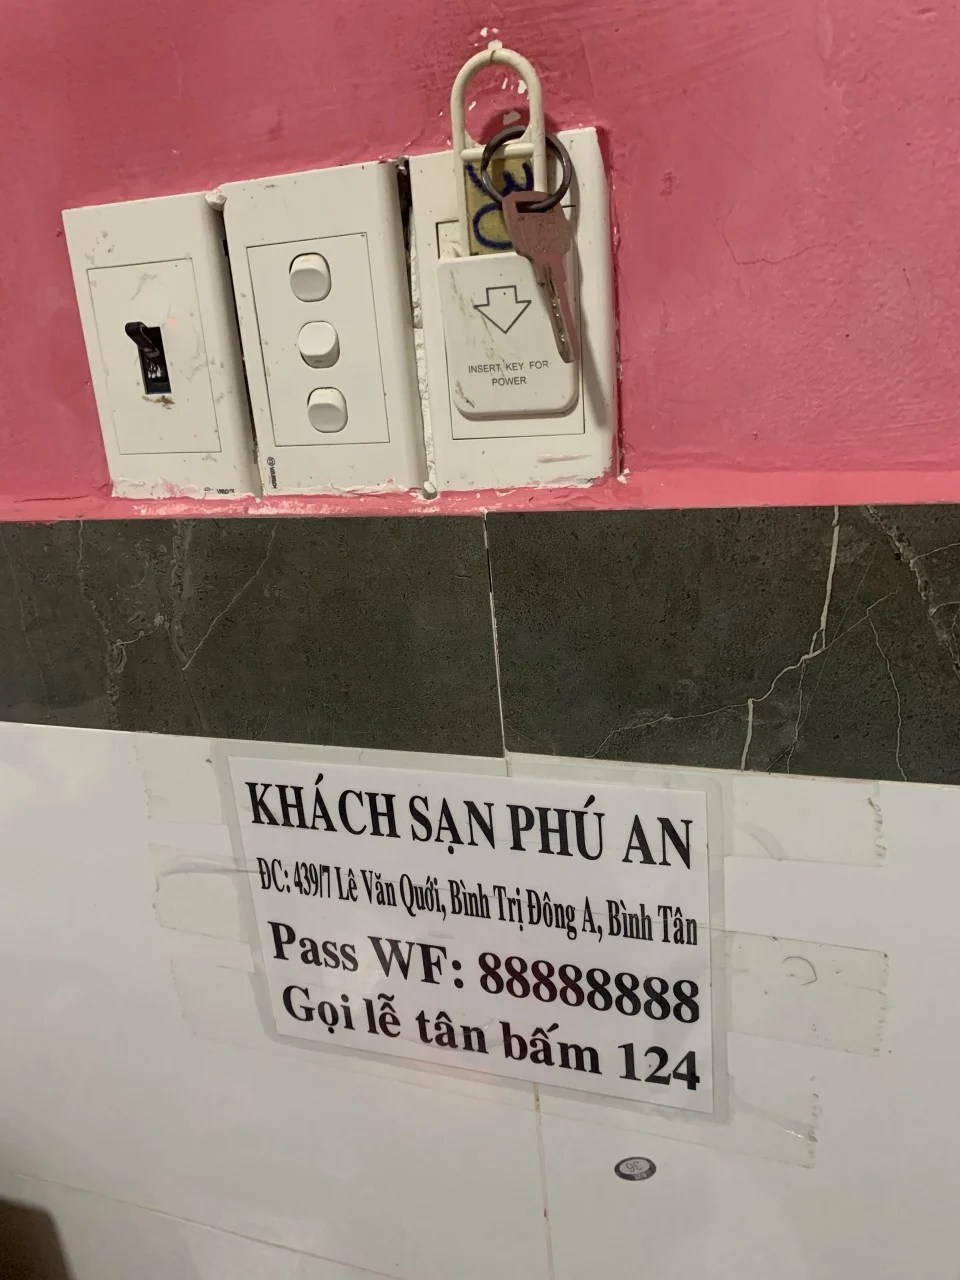 INSERT KEY FOR
POWER
KHÁCH SẠN PHÚ AN
ĐC: 439/7 Lê Văn Quới, Bình Trị Đông A, Bình Tân
Pass WF: 88888888
Gọi lễ tân bấm 124